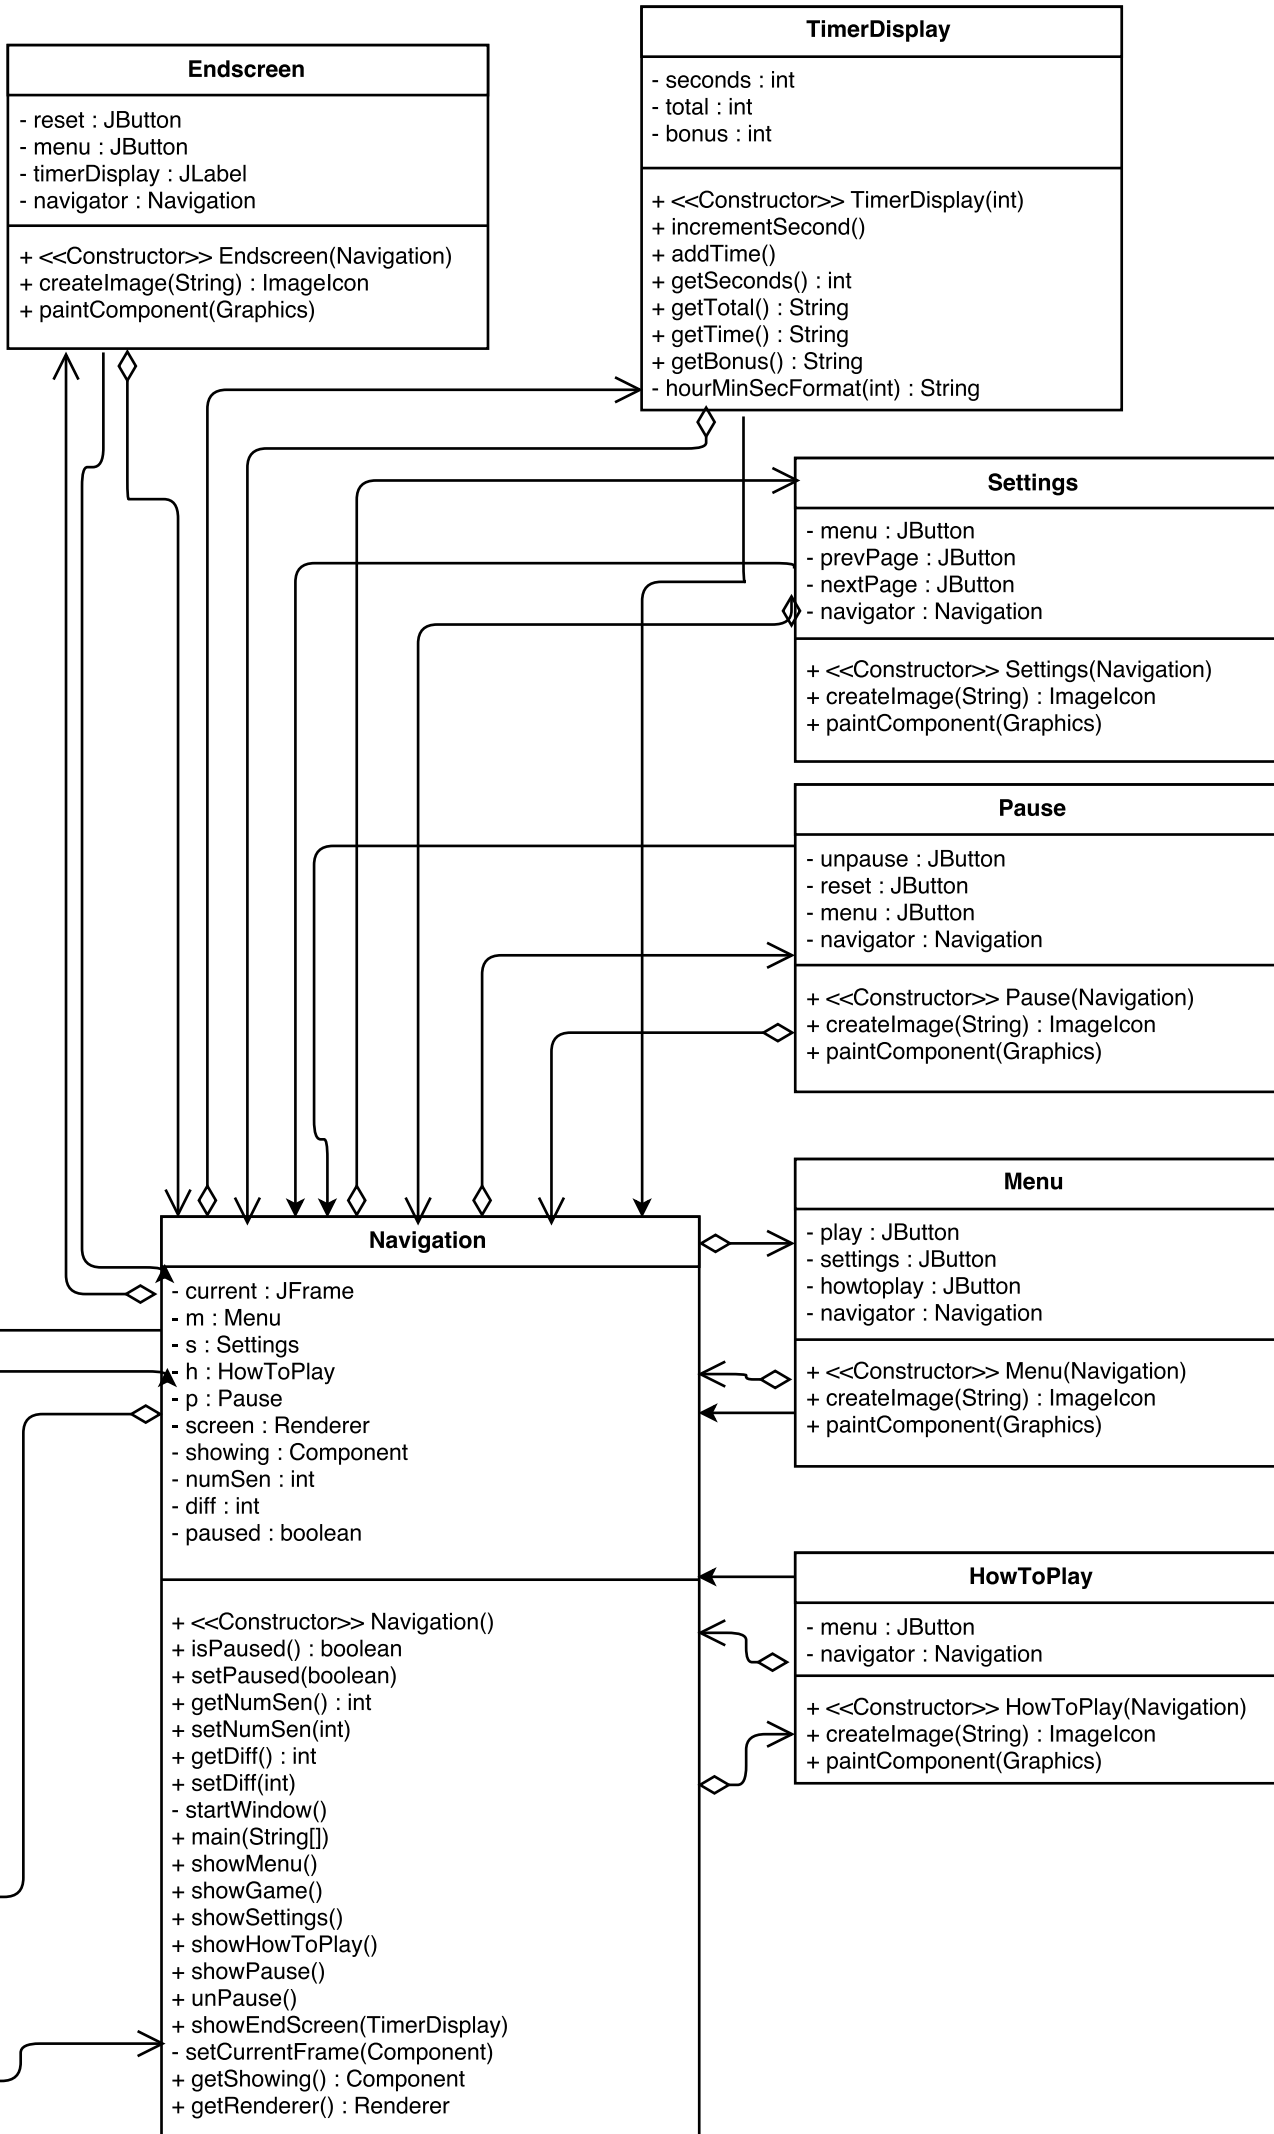 Endscreen
- reset : JButton
- menu : JButton
- timerDisplay : JLabel
- navigator : Navigation
+ <<Constructor>> Endscreen(Navigation)
+ createImage(String) : ImageIcon
+ paintComponent(Graphics)
TimerDisplay
- seconds : int
- total : int
- bonus : int
+ <<Constructor>> TimerDisplay(int)
+ incrementSecond()
+ addTime()
+ getSeconds() : int
+ getTotal() : String
+ getTime() : String
+ getBonus() : String
- hourMinSecFormat(int) : String
Settings
- menu : JButton
- prevPage : JButton
- nextPage : JButton
- navigator : Navigation
+ <<Constructor>> Settings(Navigation)
+ createImage(String) : ImageIcon
+ paintComponent(Graphics)
Pause
- unpause : JButton
- reset : JButton
- menu : JButton
- navigator : Navigation
+ <<Constructor>> Pause(Navigation)
+ createImage(String) : ImageIcon
+ paintComponent(Graphics)
Menu
- play : JButton
- settings : JButton
- howtoplay : JButton
- navigator : Navigation
+ <<Constructor>> Menu(Navigation)
+ createImage(String) : ImageIcon
+ paintComponent(Graphics)
HowToPlay
- menu : JButton
- navigator : Navigation
+ <<Constructor>> HowToPlay(Navigation)
+ createImage(String) : ImageIcon
+ paintComponent(Graphics)
Navigation
- current : JFrame
- m : Menu
- s : Settings
- h : HowToPlay
- p : Pause
- screen : Renderer
- showing : Component
- numSen : int
- diff : int
- paused : boolean
+ <<Constructor>> Navigation()
+ isPaused() : boolean
+ setPaused(boolean)
+ getNumSen() : int
+ setNumSen(int)
+ getDiff() : int
+ setDiff(int)
- startWindow()
+ main(String[])
+ showMenu()
+ showGame()
+ showSettings()
+ showHowToPlay()
+ showPause()
+ unPause()
+ showEndScreen(TimerDisplay)
- setCurrentFrame(Component)
+ getShowing() : Component
+ getRenderer() : Renderer